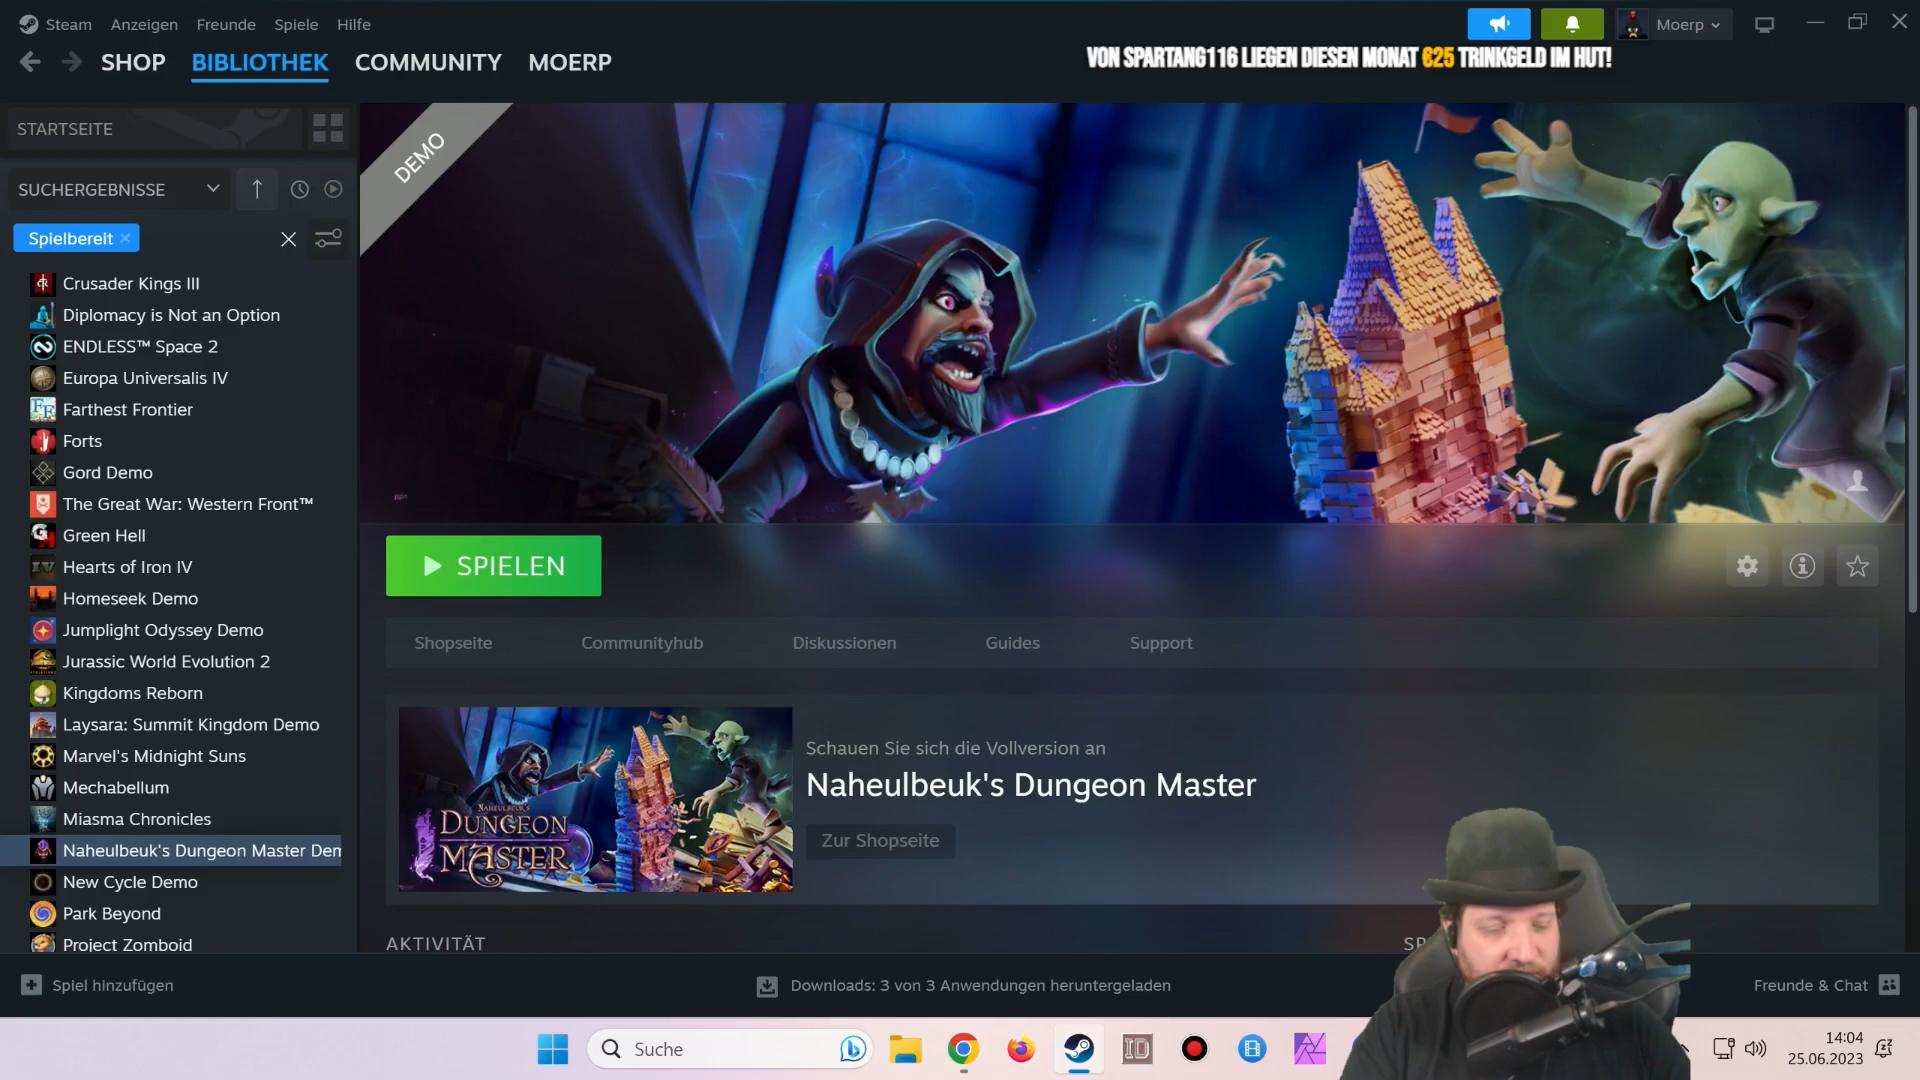 Steam Anzeigen Freunde Spiele Hilfe
Moerp
SHOP BIBLIOTHEK COMMUNITY MOERP
VON SPARTANG116 LIEGEN DIESEN MONAT €25 TRINKGELD IM HUT!
STARTSEITE
SUCHERGEBNISSE
Spielbereit
Crusader Kings III
Diplomacy is Not an Option
ENDLESS™ Space 2
Europa Universalis IV
Farthest Frontier
Forts
Gord Demo
The Great War: Western Front™
Green Hell
Hearts of Iron IV
Homeseek Demo
Jumplight Odyssey Demo
Jurassic World Evolution 2
Kingdoms Reborn
Laysara: Summit Kingdom Demo
Marvel's Midnight Suns
Mechabellum
Miasma Chronicles
Naheulbeuk's Dungeon Master Dem
New Cycle Demo
Park Beyond
Project Zomboid
Spiel hinzufügen
DEMO
SPIELEN
Shopseite Communityhub Diskussionen Guides Support
NAHEULBEUK'S
DUNGEON
MASTER
Schauen Sie sich die Vollversion an
Naheulbeuk's Dungeon Master
Zur Shopseite
AKTIVITÄT
SP
Downloads: 3 von 3 Anwendungen heruntergeladen
Freunde & Chat
Suche
14:04
25.06.2023